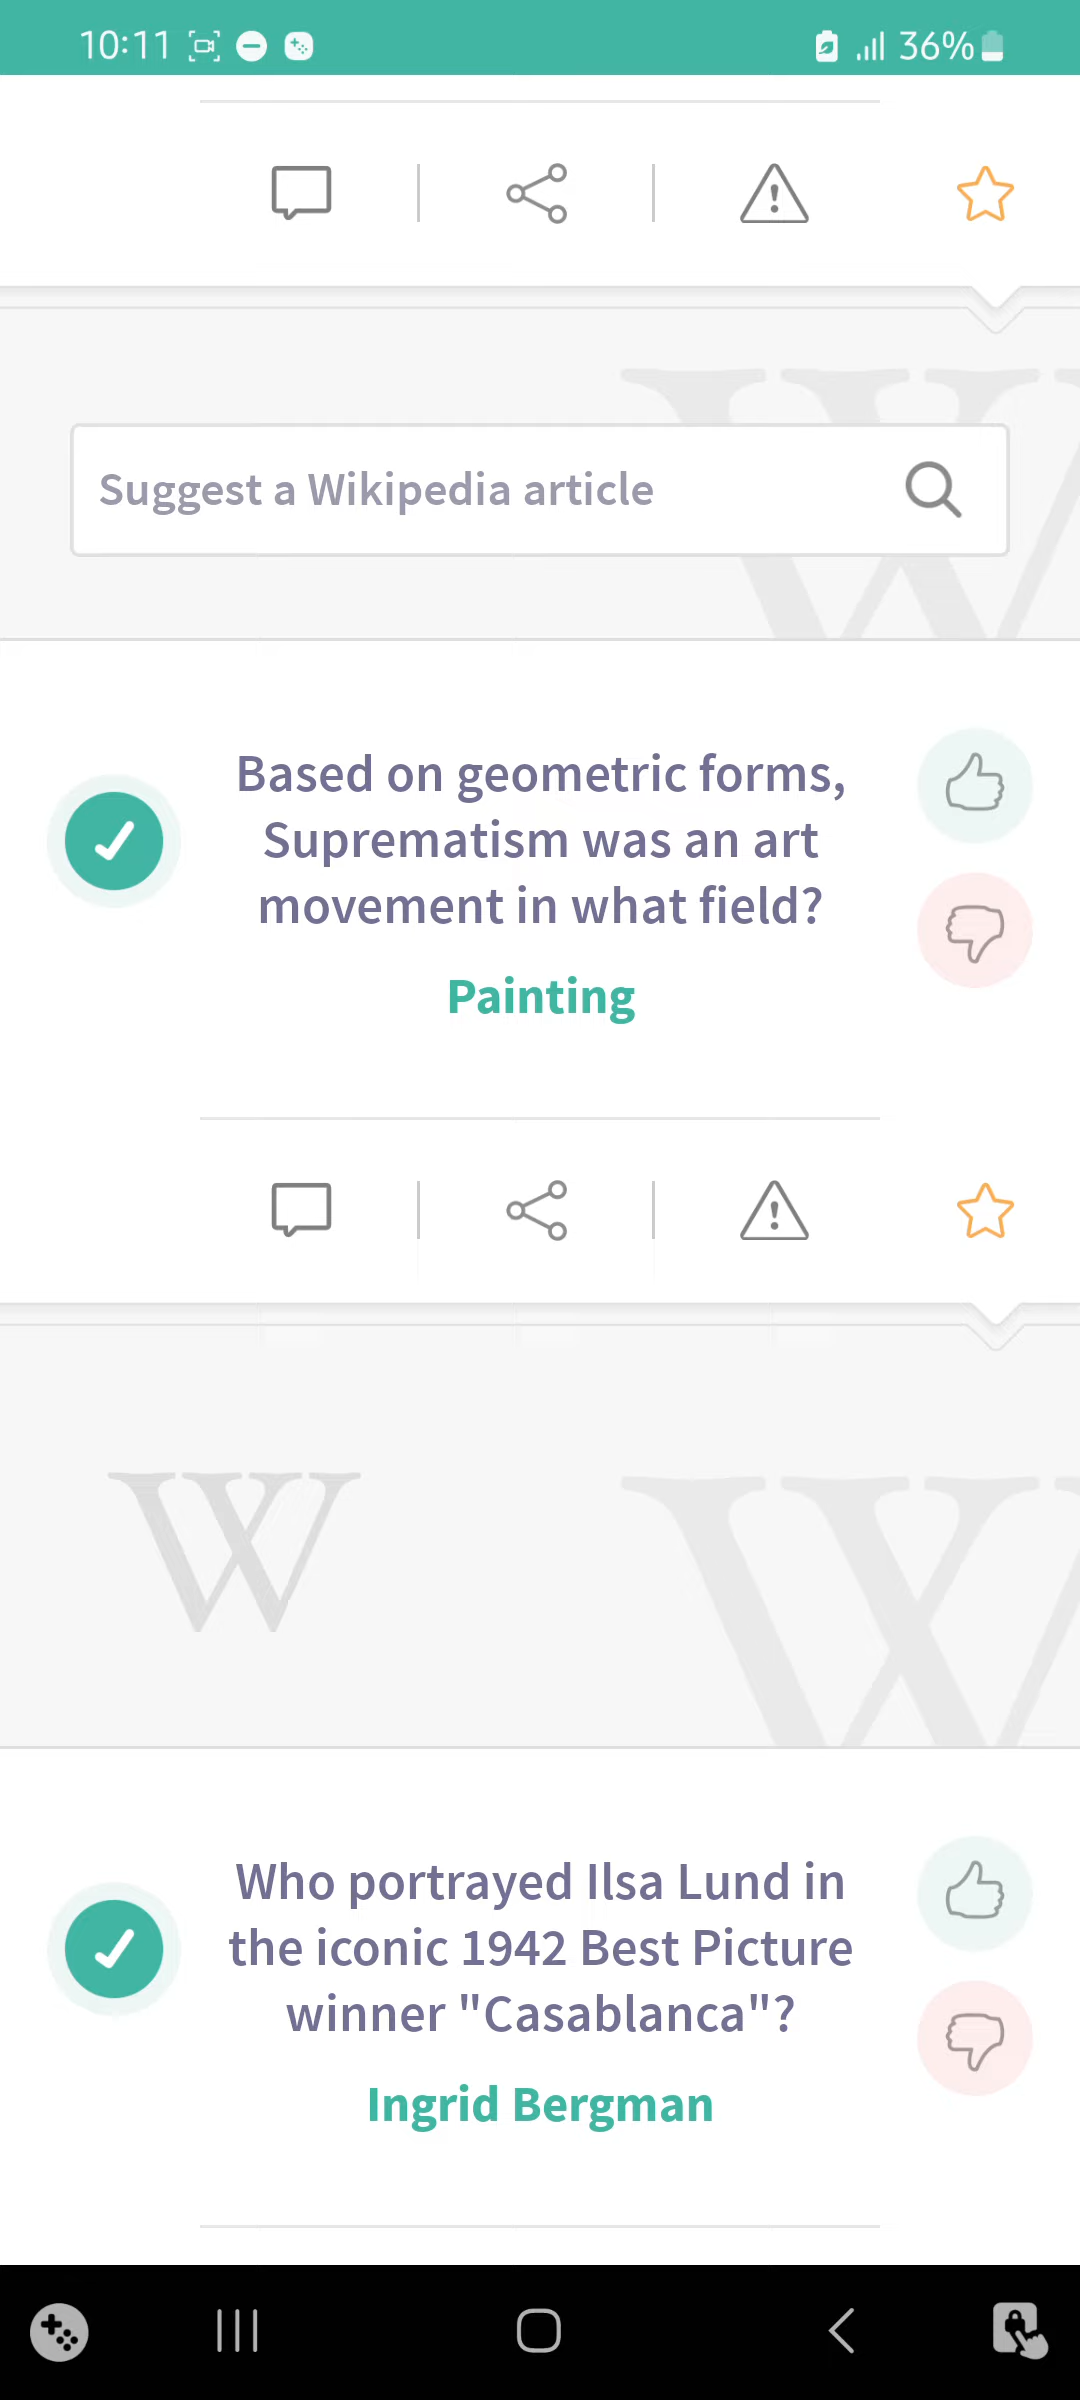 10:11
36%
Suggest a Wikipedia article
Based on geometric forms,
Suprematism was an art
movement in what field?
Painting
W
W
Who portrayed Ilsa Lund in
the iconic 1942 Best Picture
winner "Casablanca"?
Ingrid Bergman